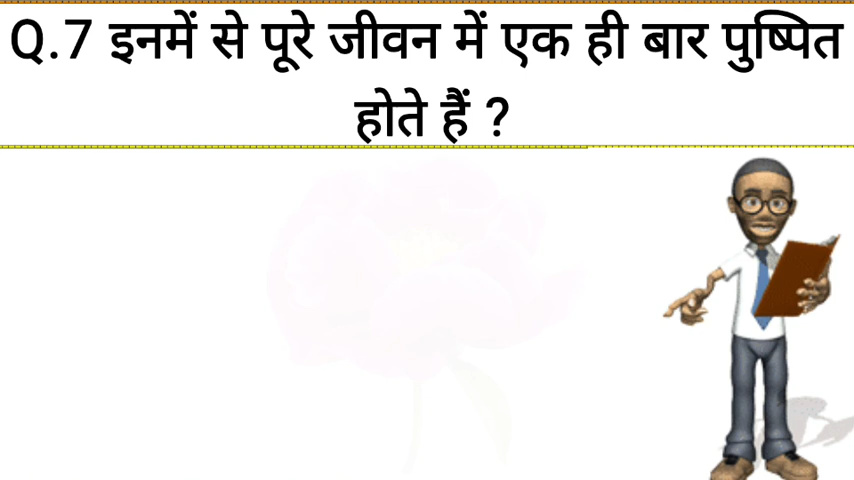 Q.7 इनमें से पूरे जीवन में एक ही बार पुष्पित
होते हैं ?